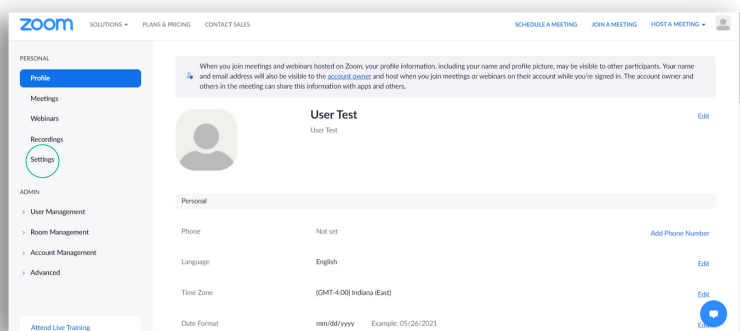 zoom SOLUTIONS PLANS & PRICING CONTACT SALES SCHEDULE A MEETING JOIN A MEETING HOST A MEETING
PERSONAL
Profile
Meetings
Webinars
Recordings
Settings
ADMIN
> User Management
> Room Management
> Account Management
> Advanced
Attend Live Training
When you join meetings and webinars hosted on Zoom, your profile information, including your name and profile picture, may be visible to other participants. Your name
and email address will also be visible to the account owner and host when you join meetings or webinars on their account while you're signed in. The account owner and
others in the meeting can share this information with apps and others.
User Test Edit
User Test
Personal
Phone Not set Add Phone Number
Language English Edit
Time Zone (GMT-4:00) Indiana (East) Edit
Date Format mm/dd/yyyy Example: 05/26/2021 Edit